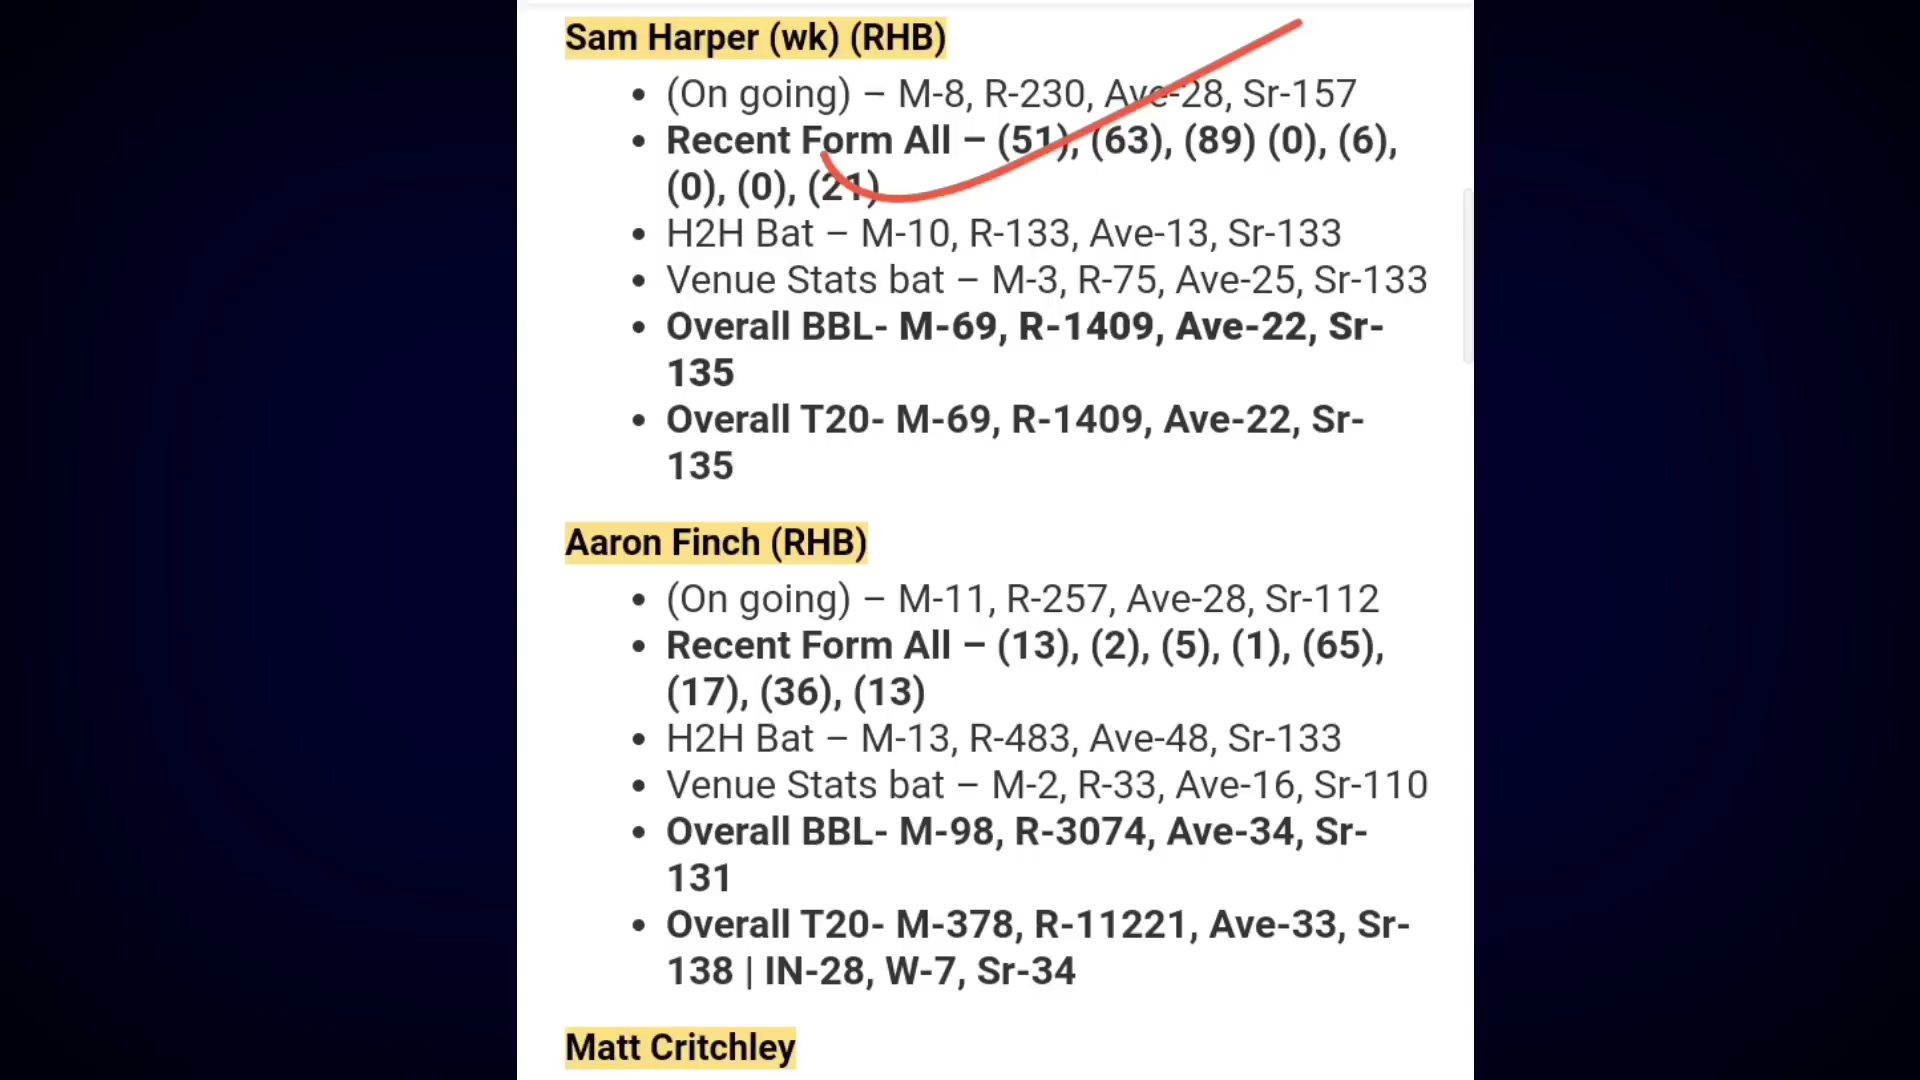 Sam Harper (wk) (RHB)
• (On going) – M-8, R-230, Ave-28, Sr-157
• Recent Form All – (51), (63), (89) (0), (6),
(0), (0), (21)
• H2H Bat – M-10, R-133, Ave-13, Sr-133
• Venue Stats bat – M-3, R-75, Ave-25, Sr-133
• Overall BBL- M-69, R-1409, Ave-22, Sr-
135
• Overall T20- M-69, R-1409, Ave-22, Sr-
135
Aaron Finch (RHB)
• (On going) – M-11, R-257, Ave-28, Sr-112
• Recent Form All – (13), (2), (5), (1), (65),
(17), (36), (13)
• H2H Bat – M-13, R-483, Ave-48, Sr-133
• Venue Stats bat – M-2, R-33, Ave-16, Sr-110
• Overall BBL- M-98, R-3074, Ave-34, Sr-
131
• Overall T20- M-378, R-11221, Ave-33, Sr-
138 | IN-28, W-7, Sr-34
Matt Critchley